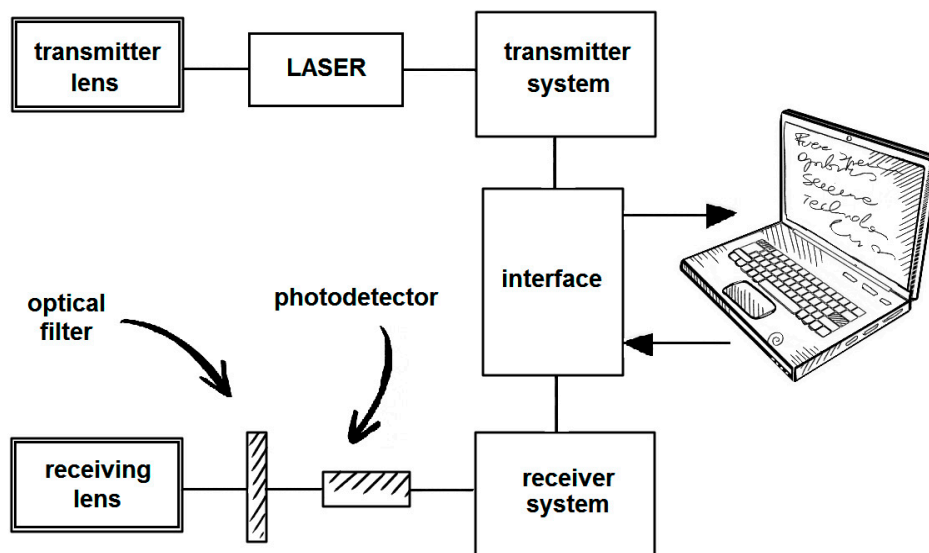 transmitter
lens
LASER
transmitter
system
interface
optical
filter
photodetector
receiving
lens
receiver
system